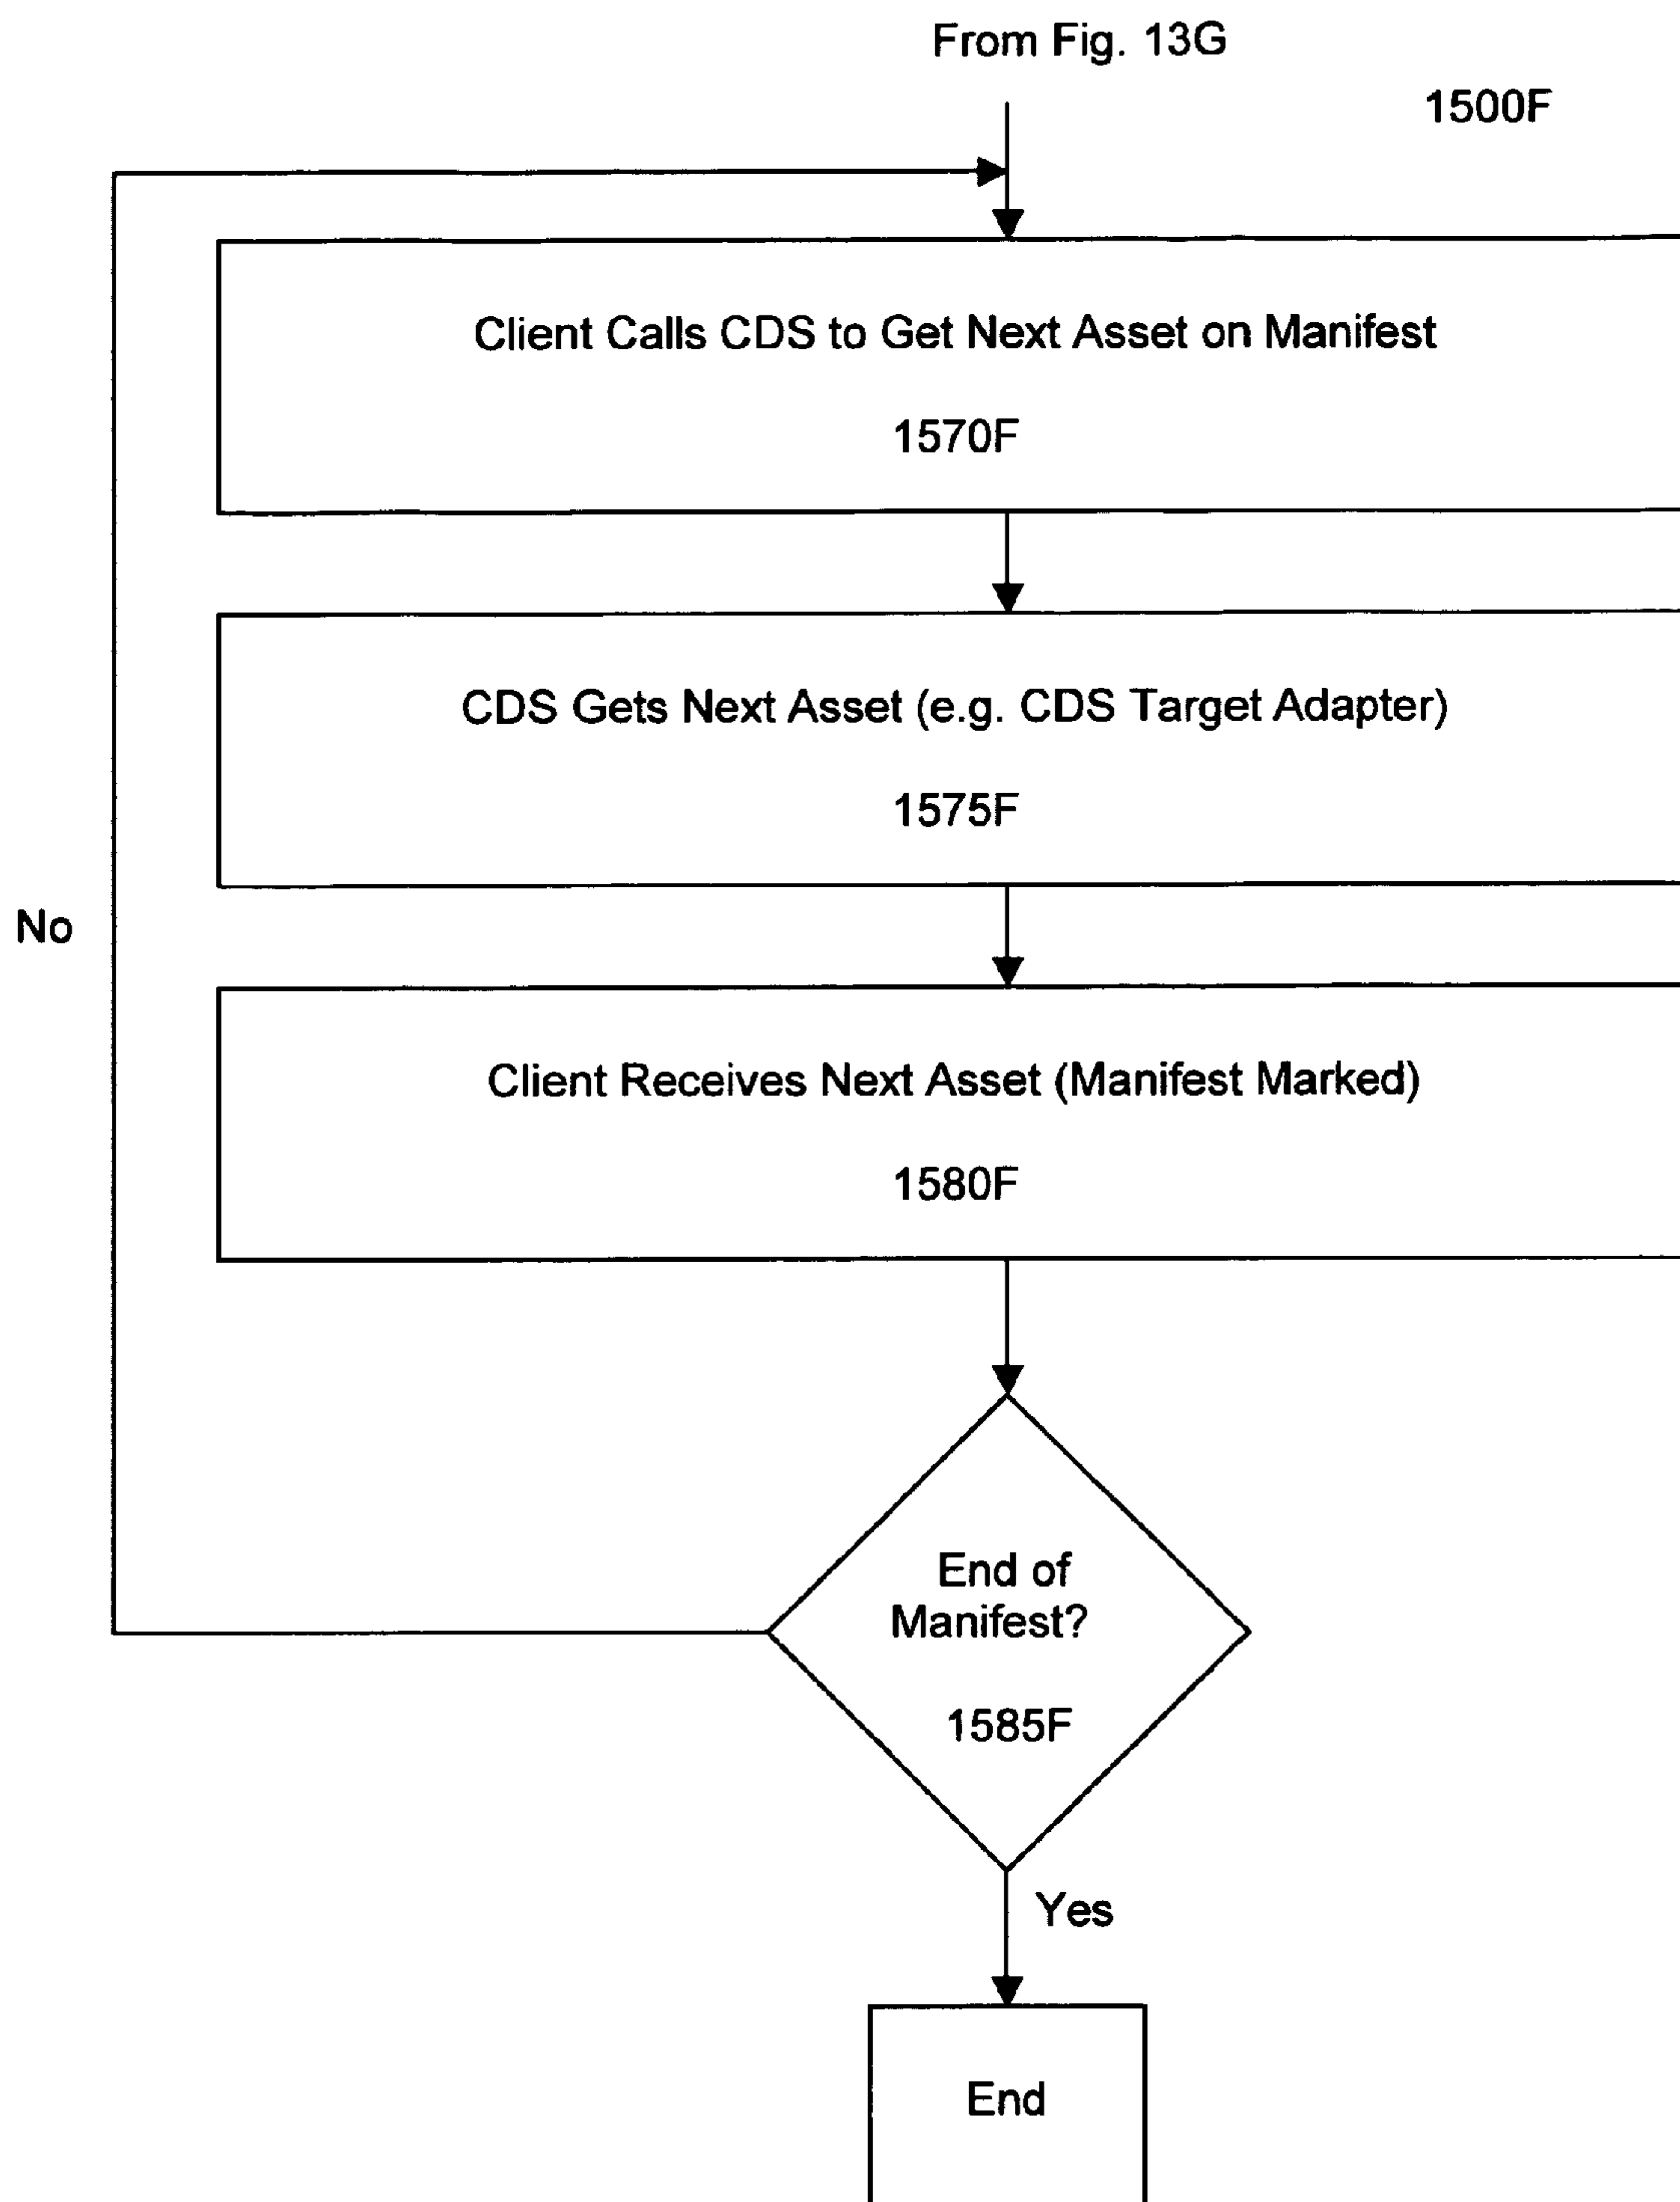 From Fig. 13G
1500F
Client Calls CDS to Get Next Asset on Manifest
1570F
CDS Gets Next Asset (e.g. CDS Target Adapter)
1575F
No
Client Receives Next Asset (Manifest Marked)
1580F
End of
Manifest?
1585F
Yes
End